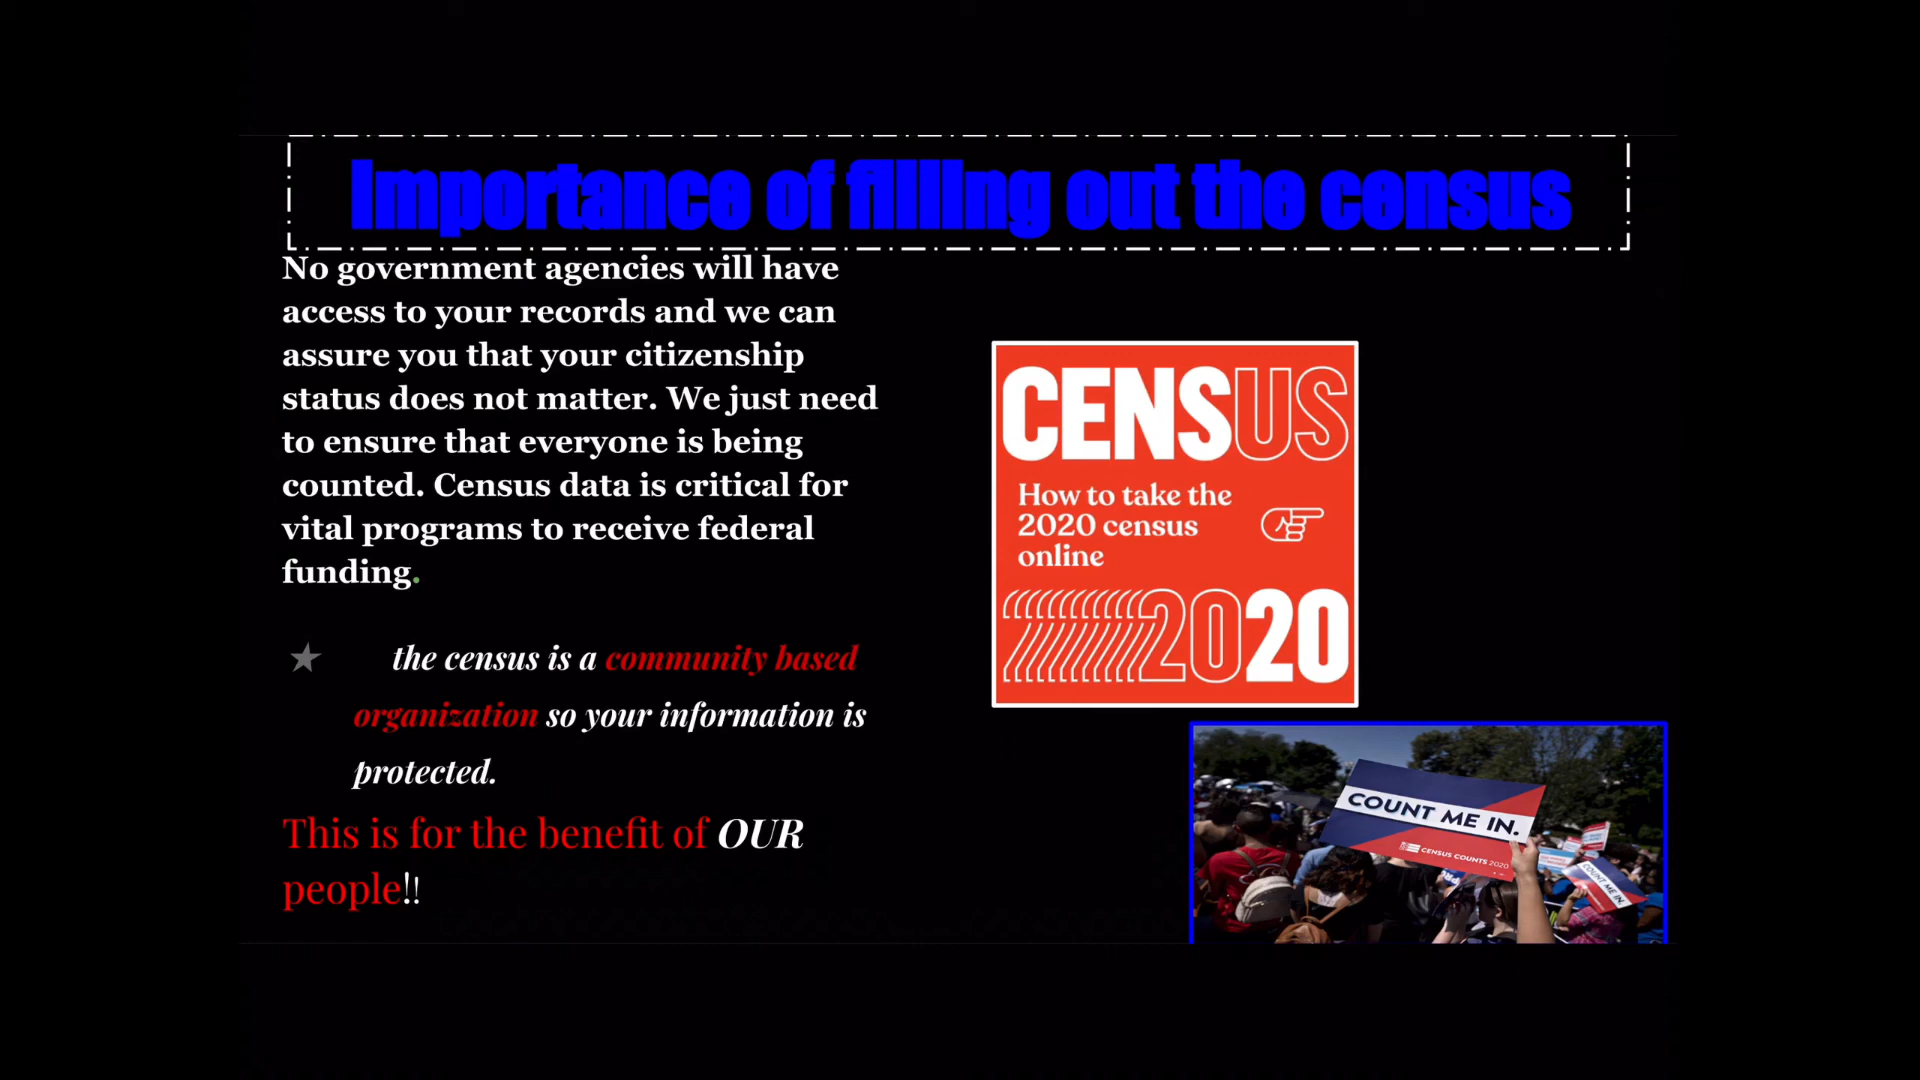 Importance of filling out the census
No government agencies will have
access to your records and we can
assure you that your citizenship
status does not matter. We just need
to ensure that everyone is being
counted. Census data is critical for
vital programs to receive federal
funding.
the census is a community based
organization so your information is
protected.
This is for the benefit of OUR
people!!
CENSUS
How to take the
2020 census
online
2020
COUNT ME IN.
CENSUS COUNTS 2020
COUNT ME IN.